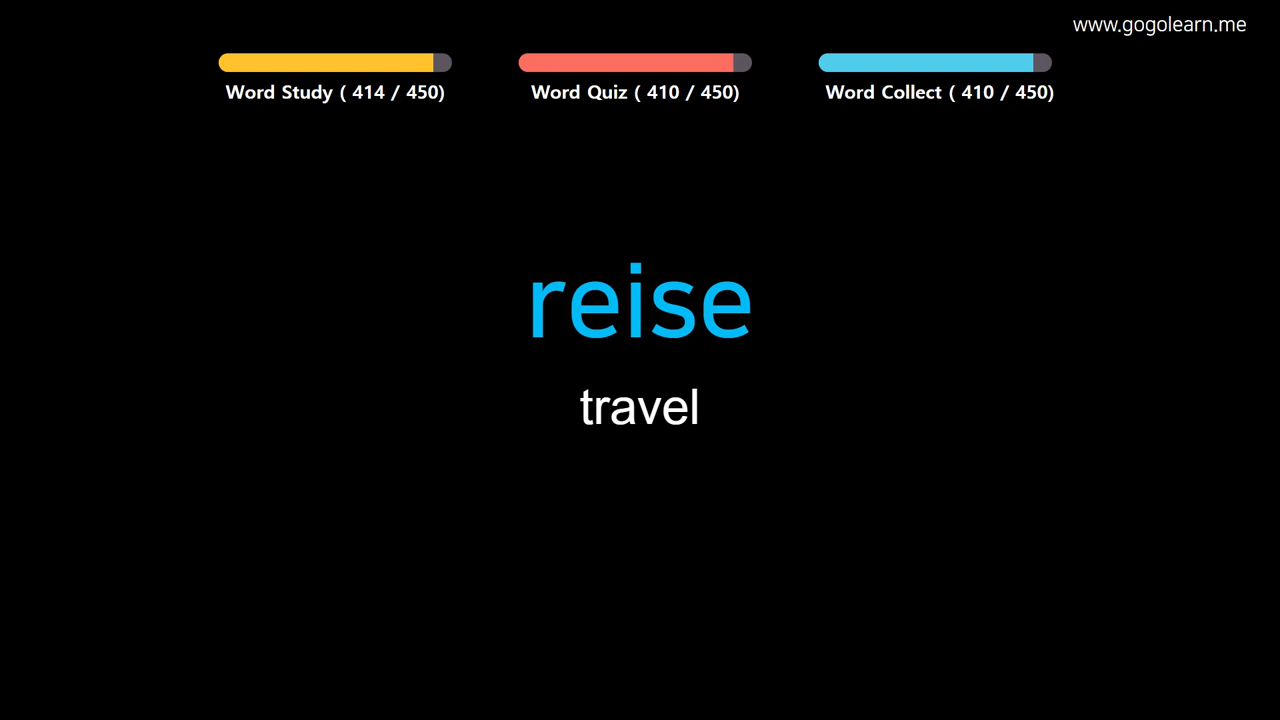 www.gogolearn.me
Word Study ( 414 / 450)
Word Quiz ( 410 / 450)
Word Collect ( 410 / 450)
reise
travel